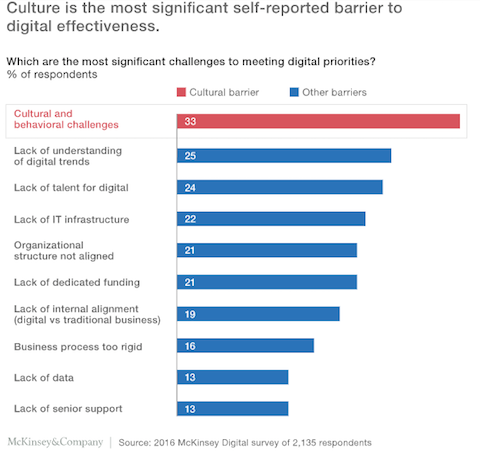 Culture is the most significant self-reported barrier to
digital effectiveness.
Which are the most significant challenges to meeting digital priorities?
% of respondents
Cultural barrier
Other barriers
Cultural and
behavioral challenges
33
Lack of understanding
of digital trends
25
Lack of talent for digital
24
Lack of IT infrastructure
22
Organizational
structure not aligned
21
Lack of dedicated funding
21
Lack of internal alignment
(digital vs traditional business)
19
Business process too rigid
16
Lack of data
13
Lack of senior support
13
McKinsey&Company | Source: 2016 McKinsey Digital survey of 2,135 respondents